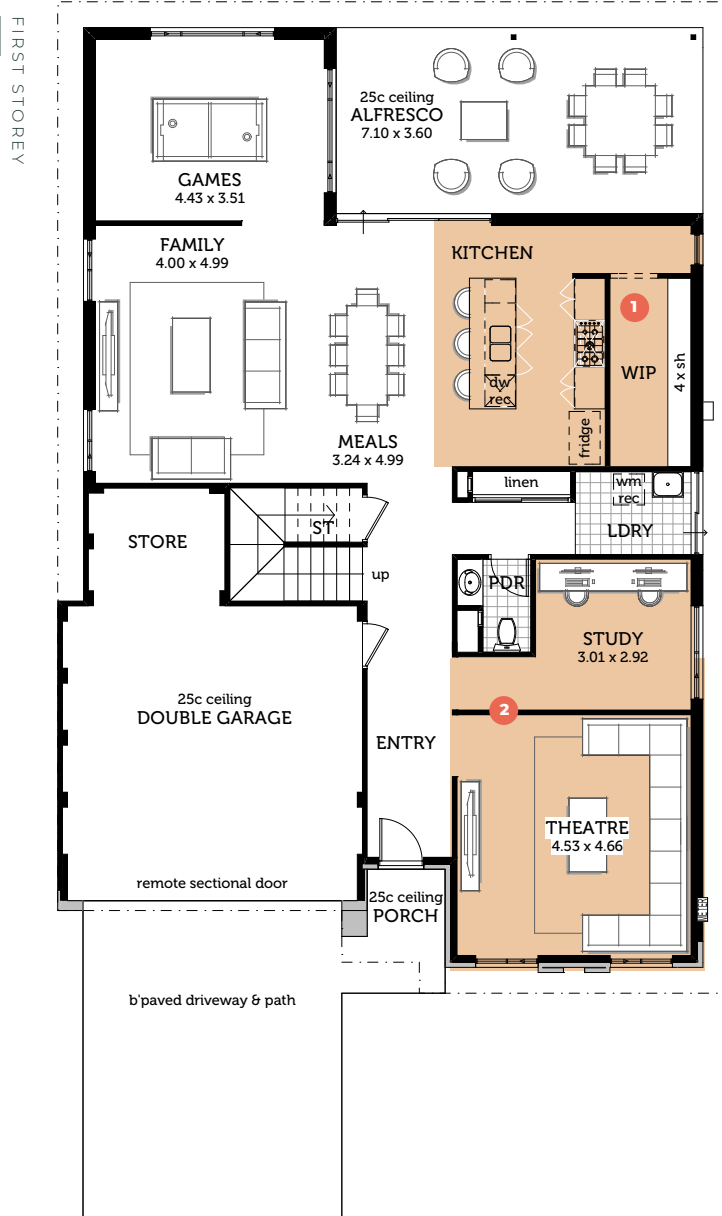 FIRST STOREY
25c ceiling
ALFRESCO
7.10 x 3.60
GAMES
4.43 x 3.51
FAMILY
4.00 x 4.99
KITCHEN
1
WIP
4 x sh
dw
rec
fridge
MEALS
3.24 x 4.99
linen
wm
rec
LDRY
STORE
ST
up
PDR
STUDY
3.01 x 2.92
2
25c ceiling
DOUBLE GARAGE
ENTRY
THEATRE
4.53 x 4.66
remote sectional door
25c ceiling
PORCH
METER
b'paved driveway & path